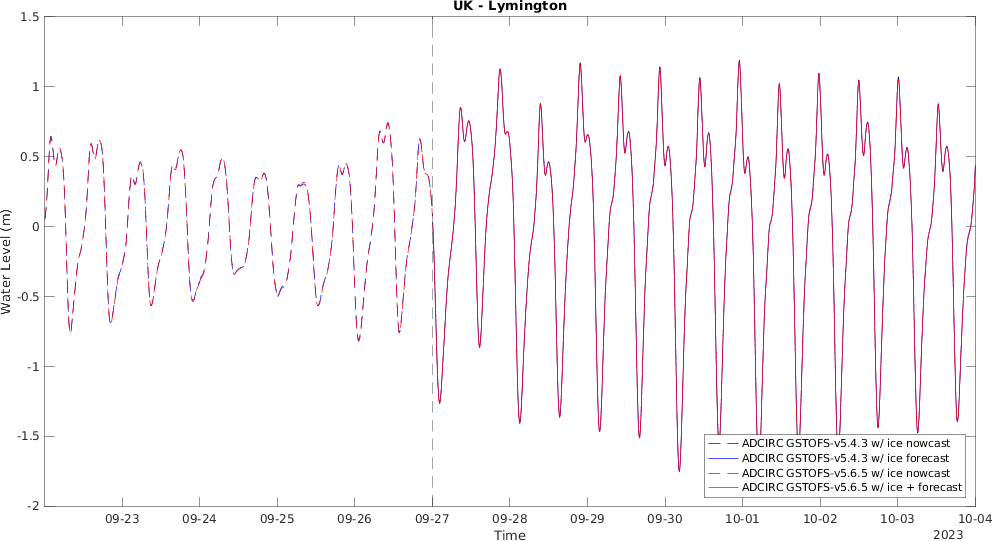 UK - Lymington
1.5
1
0.5
0
-0.5
-1
-1.5
-2
Water Level (m)
ADCIRC GSTOFS-v5.4.3 w/ ice nowcast
ADCIRC GSTOFS-v5.4.3 w/ ice forecast
ADCIRC GSTOFS-v5.6.5 w/ ice nowcast
ADCIRC GSTOFS-v5.6.5 w/ ice + forecast
09-23 09-24 09-25 09-26 09-27 09-28 09-29 09-30 10-01 10-02 10-03 10-04
Time
2023